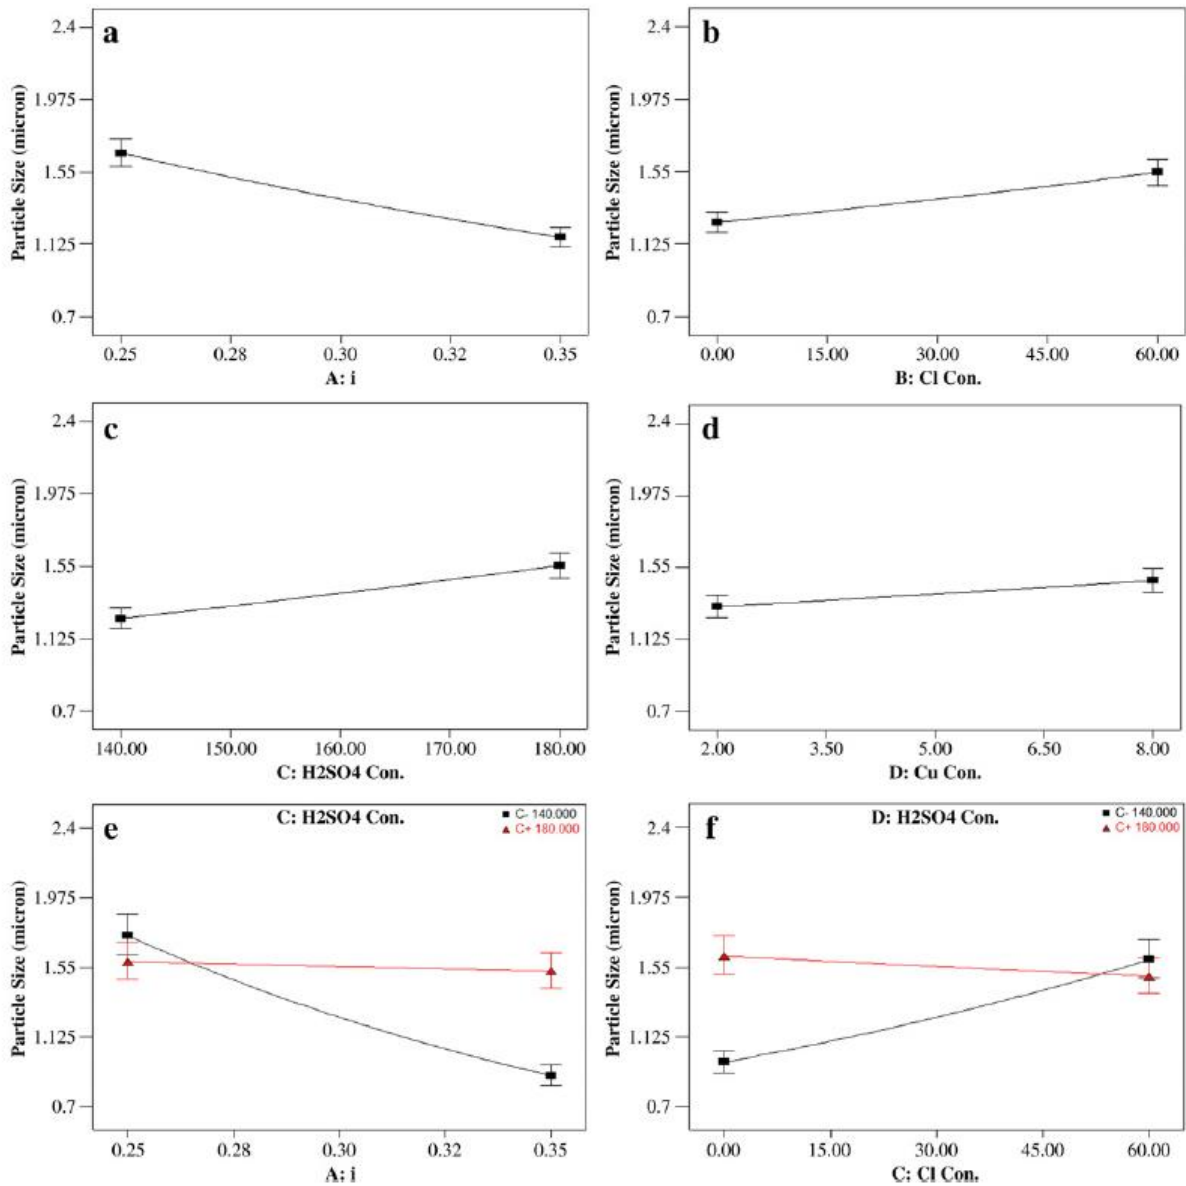 a
2.4
1.975
1.55
1.125
0.7
Particle Size (micron)
0.25 0.28 0.30 0.32 0.35
A: i
b
2.4
1.975
1.55
1.125
0.7
Particle Size (micron)
0.00 15.00 30.00 45.00 60.00
B: Cl Con.
c
2.4
1.975
1.55
1.125
0.7
Particle Size (micron)
140.00 150.00 160.00 170.00 180.00
C: H2SO4 Con.
d
2.4
1.975
1.55
1.125
0.7
Particle Size (micron)
2.00 3.50 5.00 6.50 8.00
D: Cu Con.
e
C: H2SO4 Con.
C- 140.000
C+ 180.000
2.4
1.975
1.55
1.125
0.7
Particle Size (micron)
0.25 0.28 0.30 0.32 0.35
A: i
f
D: H2SO4 Con.
C- 140.000
C+ 180.000
2.4
1.975
1.55
1.125
0.7
Particle Size (micron)
0.00 15.00 30.00 45.00 60.00
C: Cl Con.